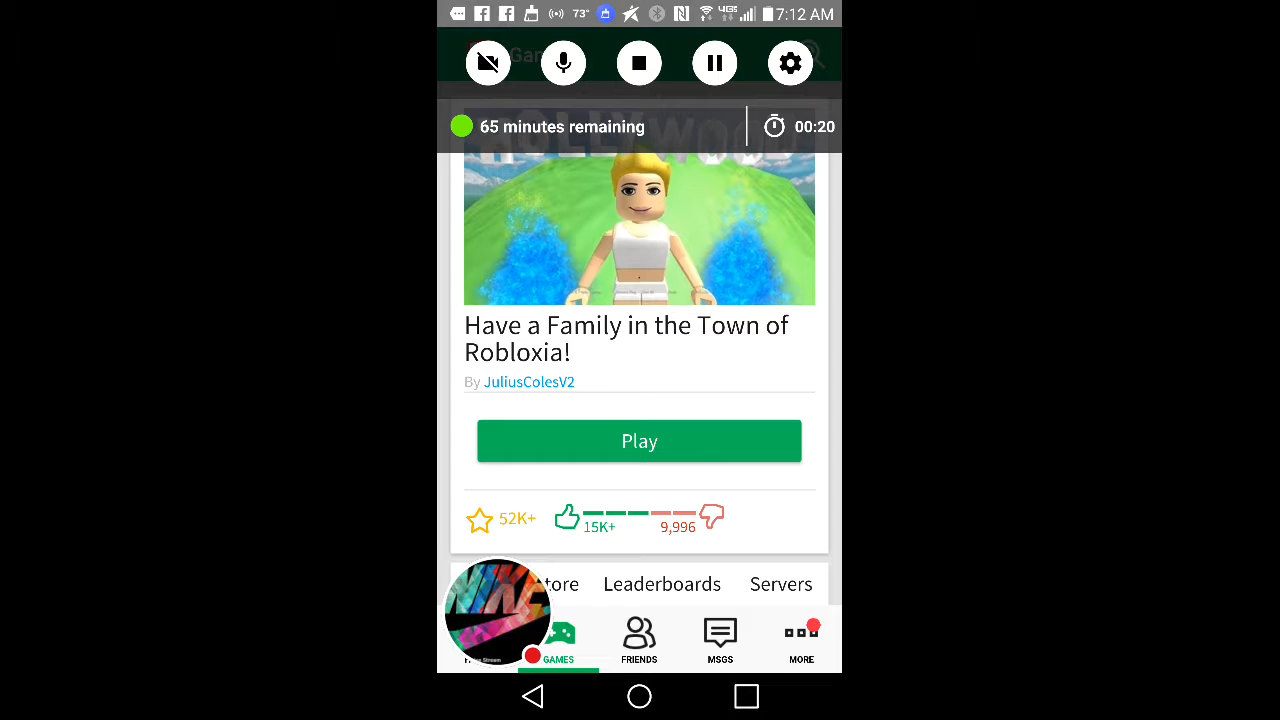 73° 4G 7:12 AM
65 minutes remaining 00:20
Have a Family in the Town of
Robloxia!
By JuliusColesV2
Play
52K+ 15K+ 9,996
Leaderboards Servers
GAMES FRIENDS MSGS MORE